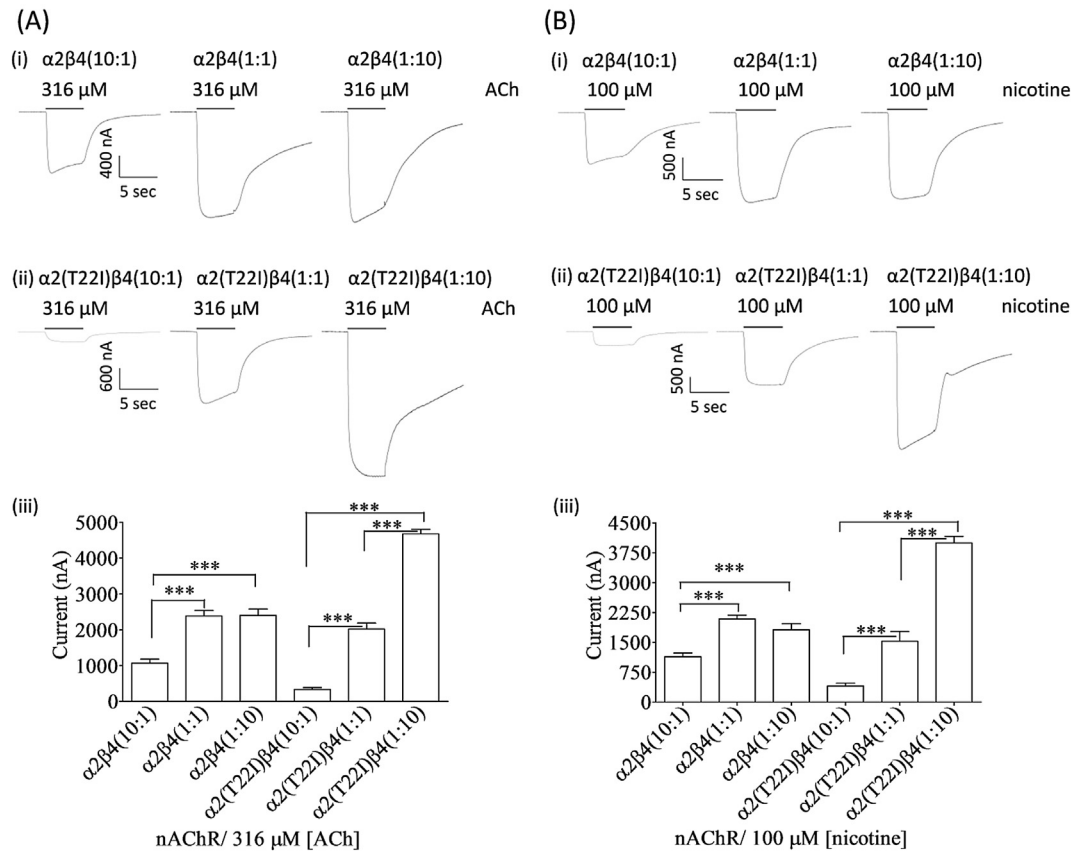 (A)
(i) α2β4(10:1) α2β4(1:1) α2β4(1:10)
316 μM 316 μM 316 μM ACh
400 nA
5 sec
(ii) α2(T22I)β4(10:1) α2(T22I)β4(1:1) α2(T22I)β4(1:10)
316 μM 316 μM 316 μM ACh
600 nA
5 sec
(iii)
*** *** *** *** ***
Current (nA)
5000
4000
3000
2000
1000
0
α2β4(10:1)
α2β4(1:1)
α2β4(1:10)
α2(T22I)β4(10:1)
α2(T22I)β4(1:1)
α2(T22I)β4(1:10)
nAChR/ 316 μM [ACh]
(B)
(i) α2β4(10:1) α2β4(1:1) α2β4(1:10)
100 μM 100 μM 100 μM nicotine
500 nA
5 sec
(ii) α2(T22I)β4(10:1) α2(T22I)β4(1:1) α2(T22I)β4(1:10)
100 μM 100 μM 100 μM nicotine
500 nA
5 sec
(iii)
*** *** *** *** ***
Current (nA)
4500
3750
3000
2250
1500
750
0
α2β4(10:1)
α2β4(1:1)
α2β4(1:10)
α2(T22I)β4(10:1)
α2(T22I)β4(1:1)
α2(T22I)β4(1:10)
nAChR/ 100 μM [nicotine]